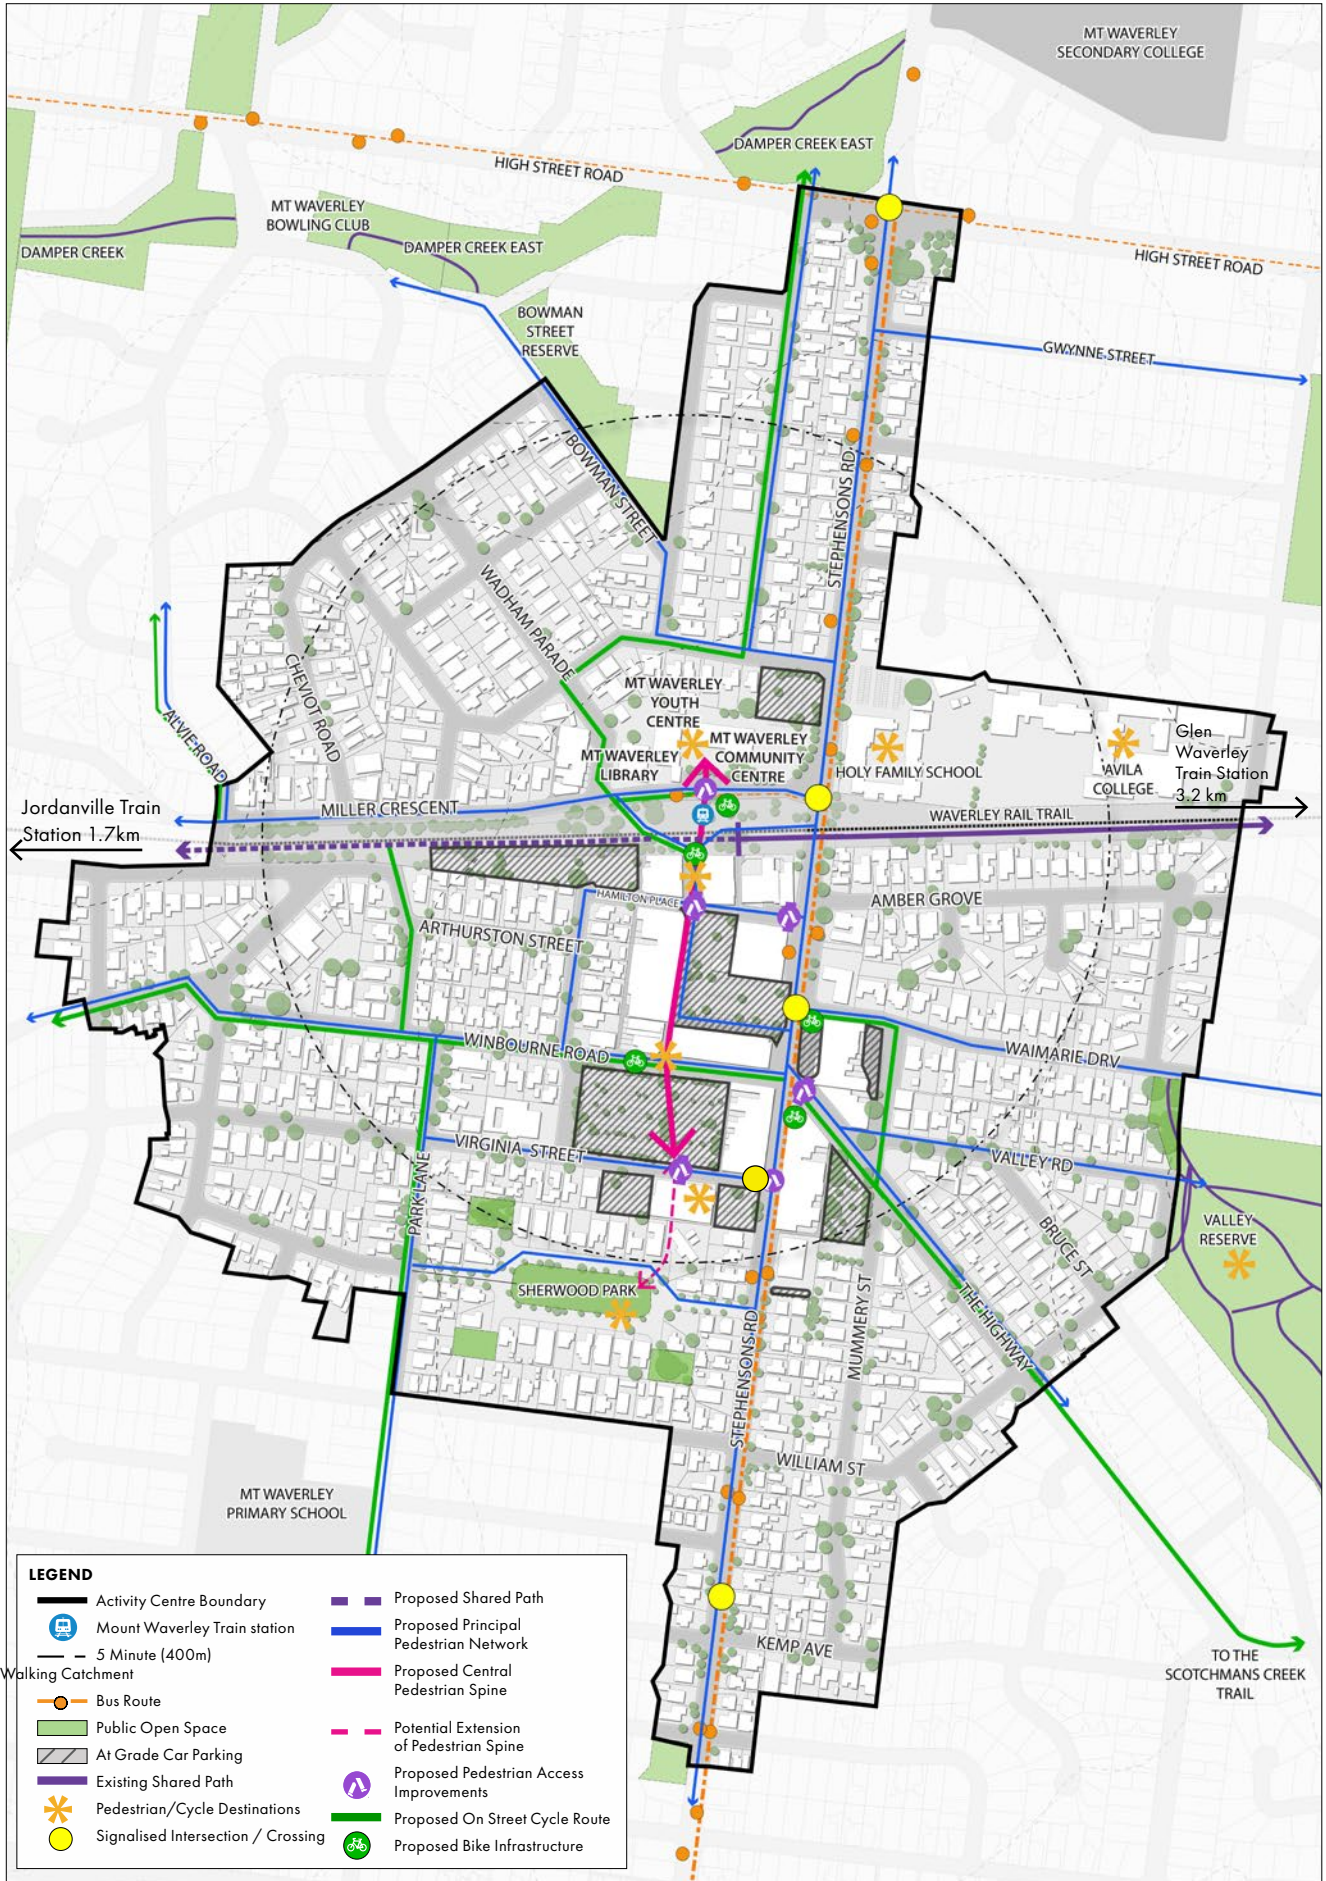 MT WAVERLEY
SECONDARY COLLEGE
DAMPER CREEK EAST
HIGH STREET ROAD
MT WAVERLEY
BOWLING CLUB
DAMPER CREEK
DAMPER CREEK EAST
HIGH STREET ROAD
BOWMAN
STREET
RESERVE
GWYNNE STREET
BOWMAN STREET
STEPHENSONS RD
WADHAM PARADE
CHEVIOT ROAD
MT WAVERLEY
YOUTH
CENTRE
ALVIE ROAD
MT WAVERLEY
LIBRARY
MT WAVERLEY
COMMUNITY
CENTRE
HOLY FAMILY SCHOOL
AVILA
COLLEGE
Glen
Waverley
Train Station
3.2 km
Jordanville Train
Station 1.7km
MILLER CRESCENT
WAVERLEY RAIL TRAIL
HAMILTON PLACE
AMBER GROVE
ARTHURSTON STREET
WINBOURNE ROAD
WAIMARIE DRV
VIRGINIA STREET
VALLEY RD
PARK LANE
BRUCE ST
VALLEY
RESERVE
SHERWOOD PARK
MUMMERY ST
THE HIGHWAY
STEPHENSONS RD
WILLIAM ST
MT WAVERLEY
PRIMARY SCHOOL
KEMP AVE
TO THE
SCOTCHMANS CREEK
TRAIL
LEGEND
Activity Centre Boundary
Mount Waverley Train station
5 Minute (400m)
Walking Catchment
Bus Route
Public Open Space
At Grade Car Parking
Existing Shared Path
Pedestrian/Cycle Destinations
Signalised Intersection / Crossing
Proposed Shared Path
Proposed Principal
Pedestrian Network
Proposed Central
Pedestrian Spine
Potential Extension
of Pedestrian Spine
Proposed Pedestrian Access
Improvements
Proposed On Street Cycle Route
Proposed Bike Infrastructure